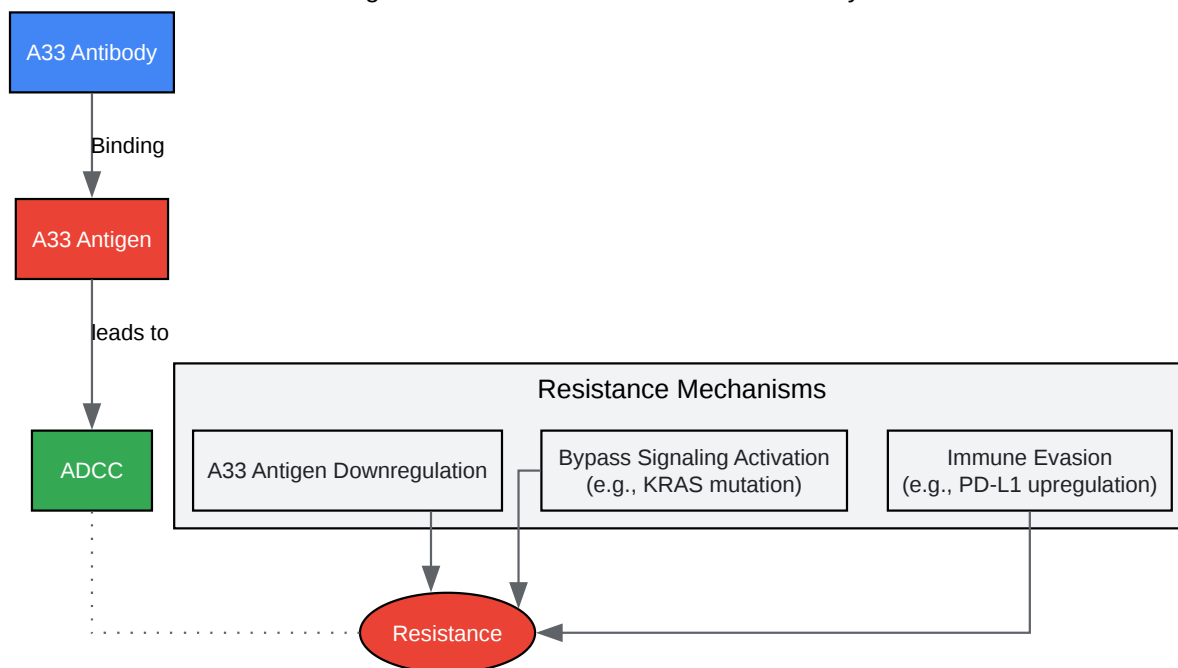 A33 Antibody
Binding
A33 Antigen
leads to
Resistance Mechanisms
ADCC
A33 Antigen Downregulation
Bypass Signaling Activation
(e.g., KRAS mutation)
Immune Evasion
(e.g., PD-L1 upregulation)
Resistance